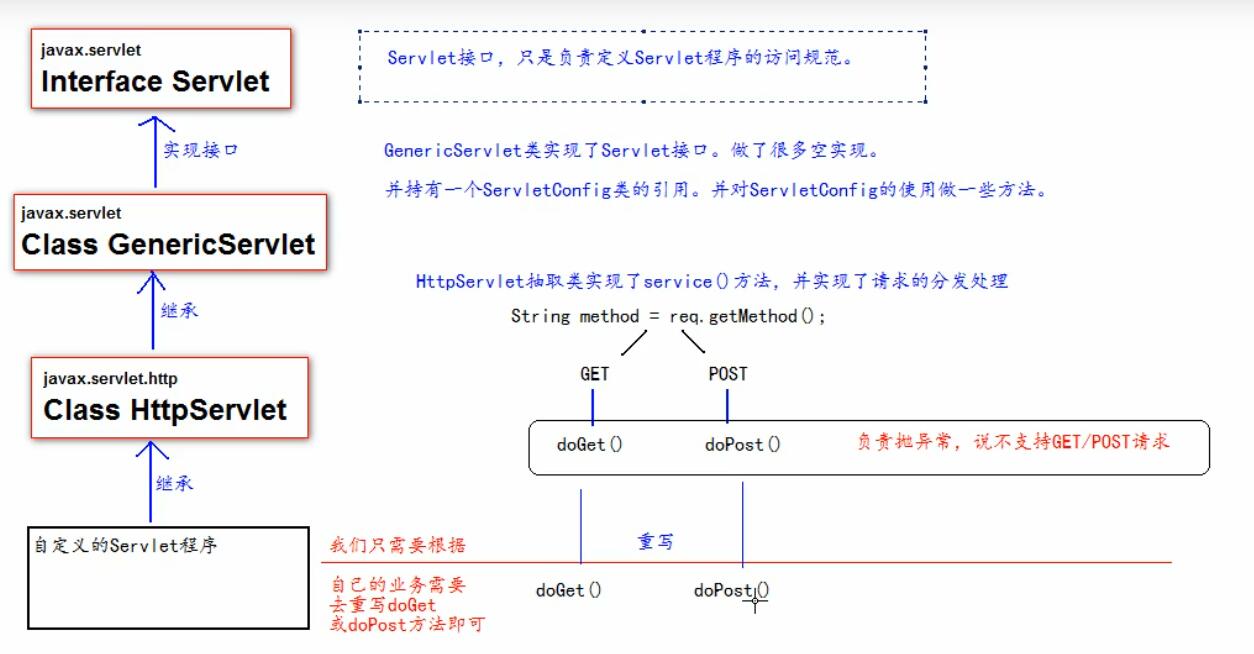 javax.servlet
Interface Servlet
Servlet接口，只是负责定义Servlet程序的访问规范。
实现接口
GenericServlet类实现了Servlet接口。做了很多空实现。
并持有一个ServletConfig类的引用。并对ServletConfig的使用做一些方法。
javax.servlet
Class GenericServlet
继承
HttpServlet抽取类实现了service()方法，并实现了请求的分发处理
String method = req.getMethod();
GET
POST
javax.servlet.http
Class HttpServlet
doGet()
doPost()
负责抛异常，说不支持GET/POST请求
继承
重写
自定义的Servlet程序
我们只需要根据
自己的业务需要
去重写doGet
或doPost方法即可
doGet()
doPost()